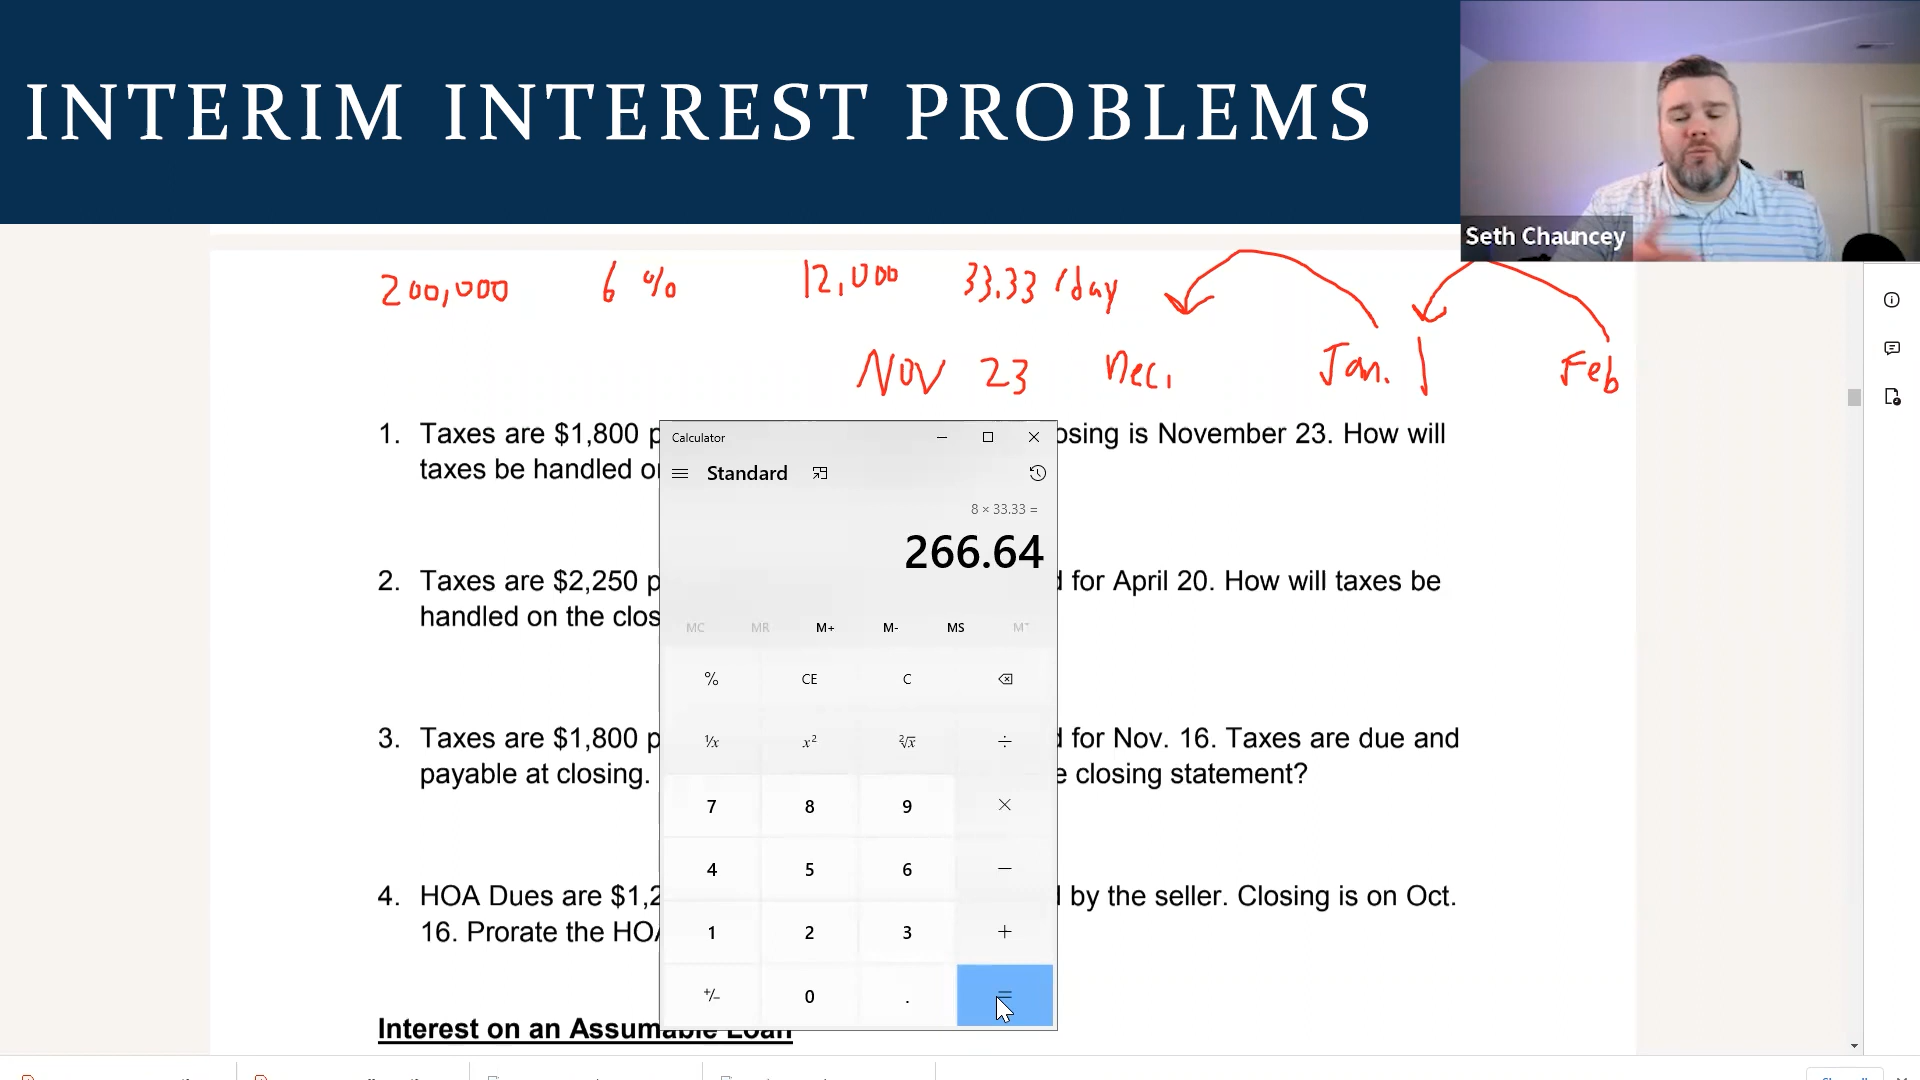 INTERIM INTEREST PROBLEMS
Seth Chauncey
200,000 6 % 12,000 33.33 /day
NOV 23 Dec. Jan. 1 Feb
1. Taxes are $1,800 p
osing is November 23. How will
taxes be handled o
Calculator
Standard
8 × 33.33 =
266.64
2. Taxes are $2,250 p
for April 20. How will taxes be
handled on the clos
MC MR M+ M- MS M˅
% CE C
3. Taxes are $1,800 p
for Nov. 16. Taxes are due and
payable at closing.
e closing statement?
¹/x x² ²√x ÷
7 8 9 ×
4 5 6 −
4. HOA Dues are $1,2
by the seller. Closing is on Oct.
16. Prorate the HO
1 2 3 +
+/− 0 . =
Interest on an Assumable Loan